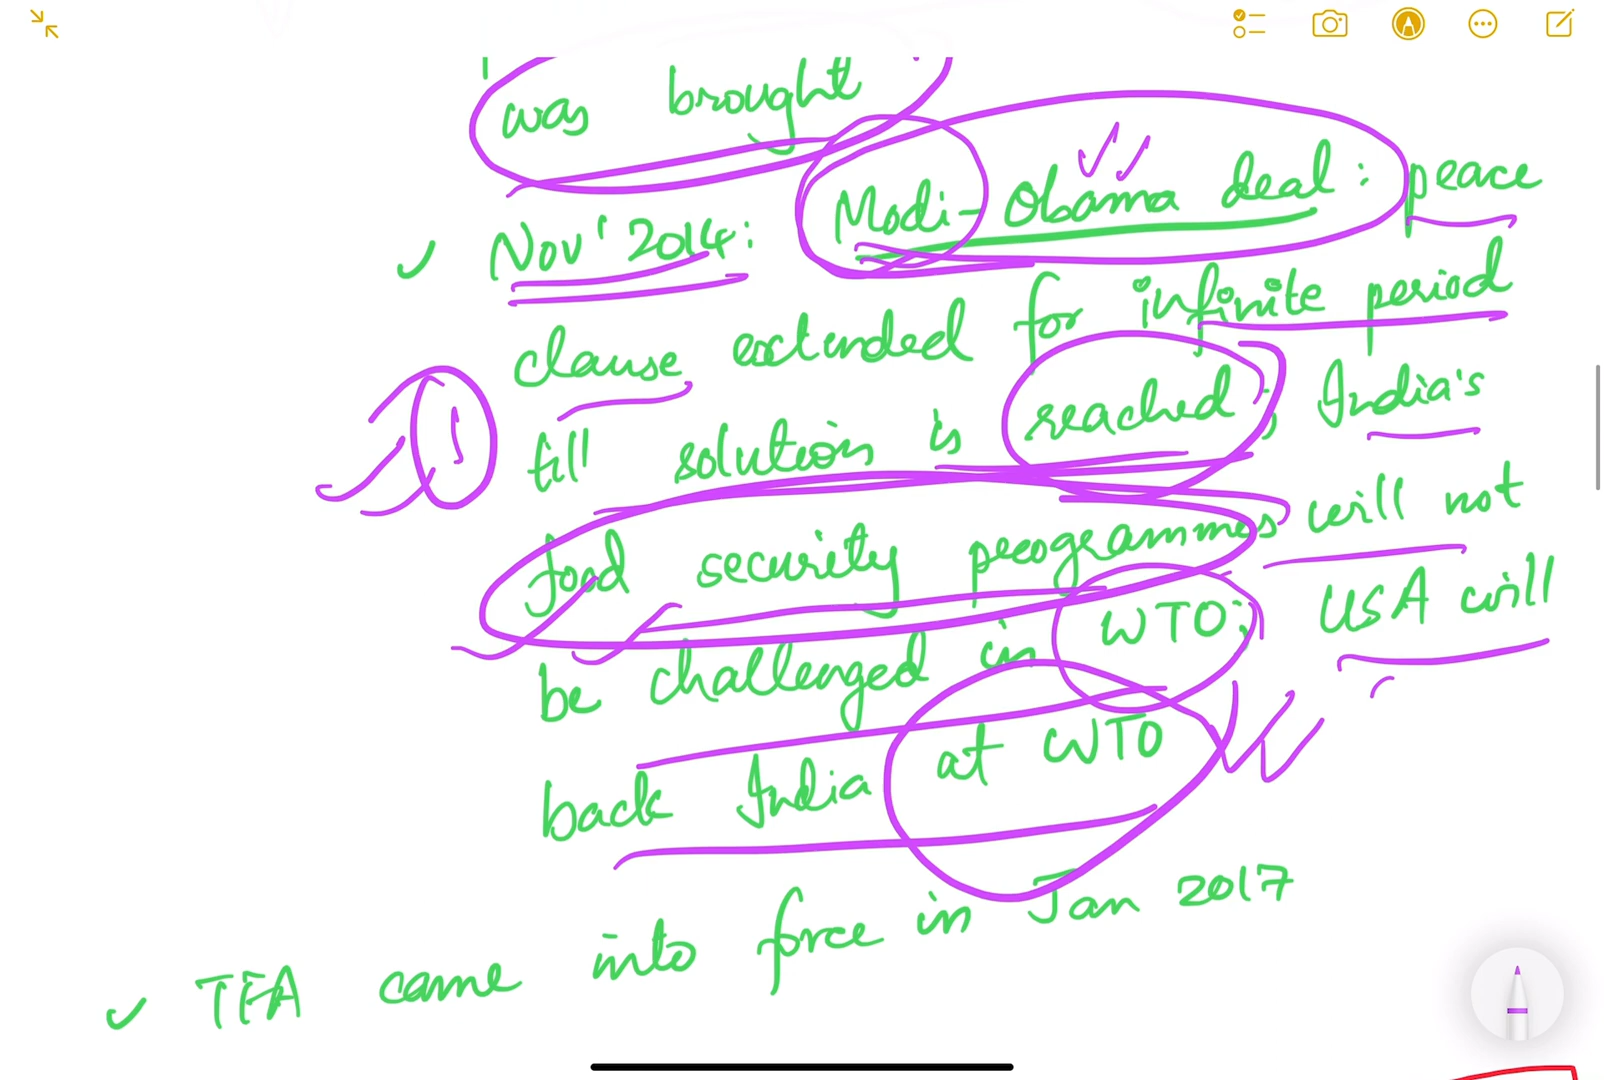 was brought
✓ Nov' 2014: Modi-Obama deal: peace
clause extended for infinite period
till solution is reached; India's
food security programmes will not
be challenged in WTO; USA will
back India at WTO
✓ TFA came into force in Jan 2017